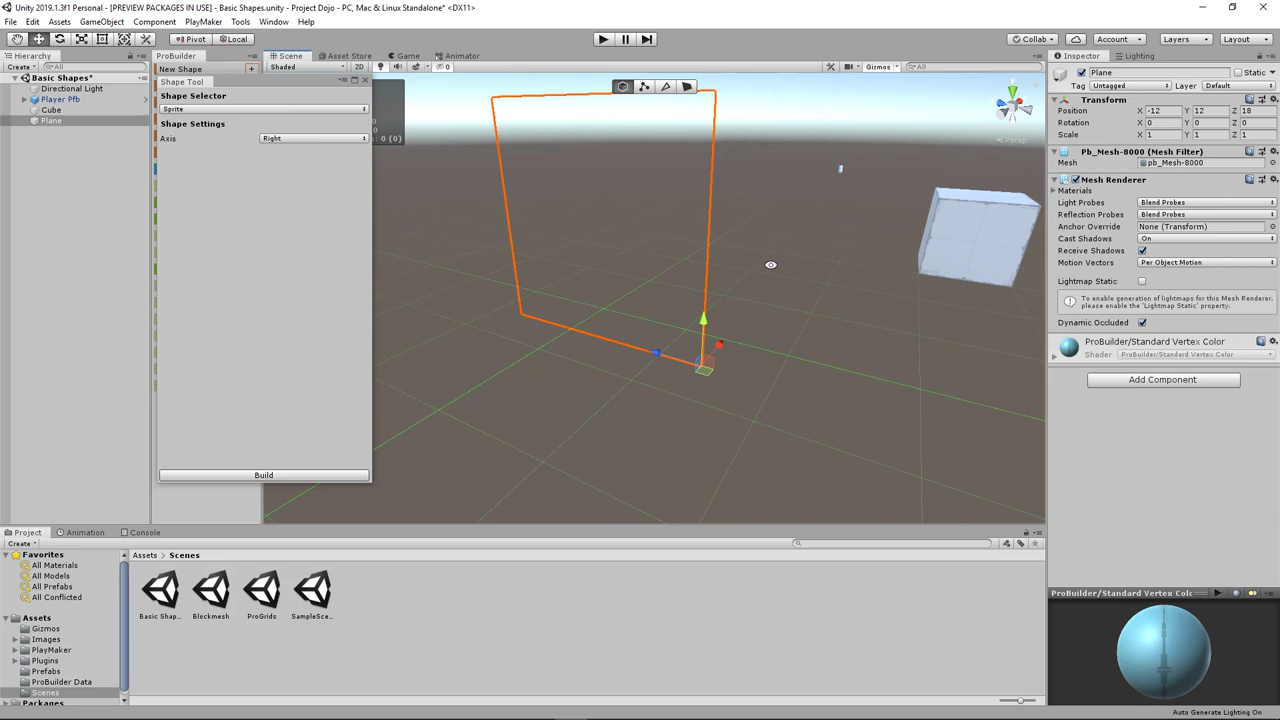 Unity 2019.1.3f1 Personal - [PREVIEW PACKAGES IN USE] - Basic Shapes.unity - Project Dojo - PC, Mac & Linux Standalone* <DX11>
File Edit Assets GameObject Component PlayMaker Tools Window Help
Pivot Local Collab Account Layers Layout
Hierarchy ProBuilder Scene Asset Store Game Animator Inspector Lighting
Create All New Shape Shaded 2D 0 Gizmos All
Basic Shapes*
Directional Light
Player Pfb
Cube
Plane
Shape Tool
Shape Selector
Sprite
Shape Settings
Axis Right
Build
0
0
: 0 (0)
y
Persp
Plane Static
Tag Untagged Layer Default
Transform
Position X -12 Y 12 Z 18
Rotation X 0 Y 0 Z 0
Scale X 1 Y 1 Z 1
Pb_Mesh-8000 (Mesh Filter)
Mesh pb_Mesh-8000
Mesh Renderer
Materials
Light Probes Blend Probes
Reflection Probes Blend Probes
Anchor Override None (Transform)
Cast Shadows On
Receive Shadows
Motion Vectors Per Object Motion
Lightmap Static
To enable generation of lightmaps for this Mesh Renderer, please enable the 'Lightmap Static' property.
Dynamic Occluded
ProBuilder/Standard Vertex Color
Shader ProBuilder/Standard Vertex Color
Add Component
Project Animation Console
Create
Favorites
All Materials
All Models
All Prefabs
All Conflicted
Assets
Gizmos
Images
PlayMaker
Plugins
Prefabs
ProBuilder Data
Scenes
Packages
Assets Scenes
Basic Shap... Blockmesh ProGrids SampleSce...
ProBuilder/Standard Vertex Colo
Auto Generate Lighting On